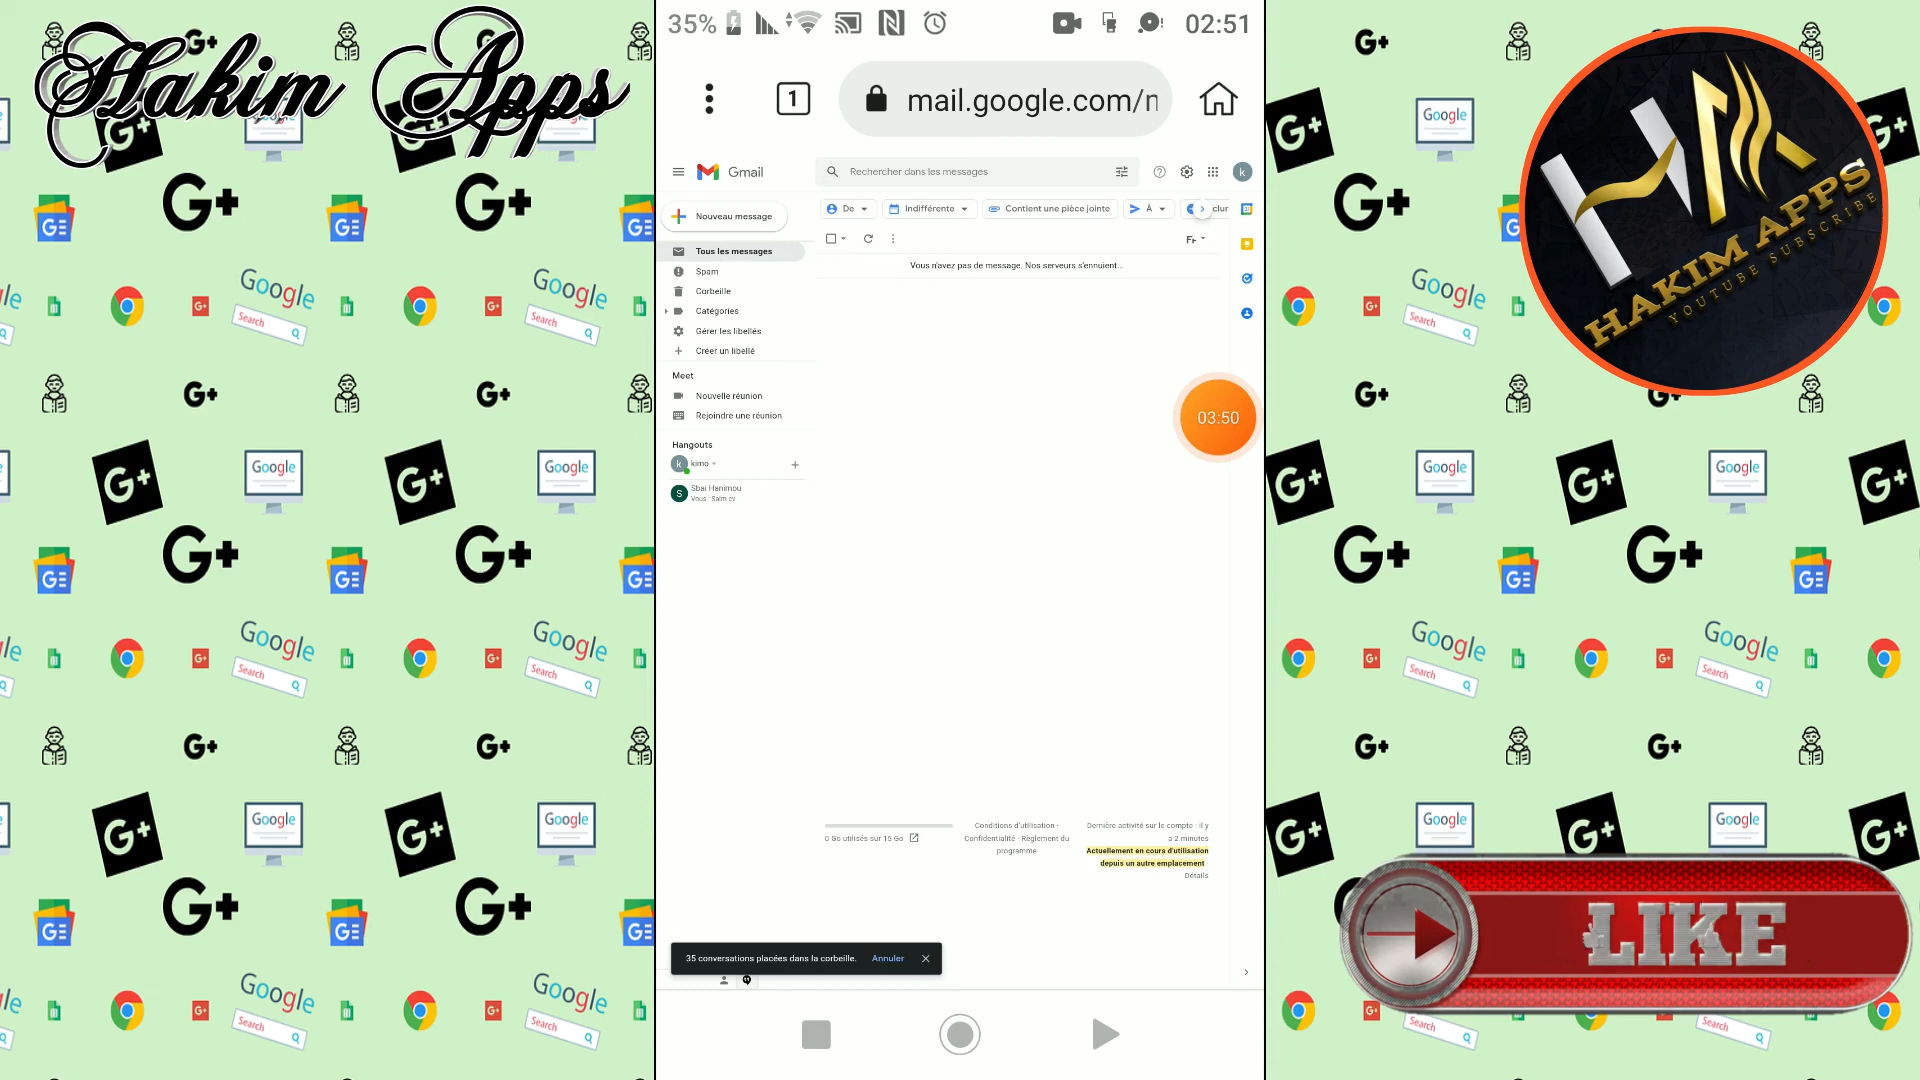 Hakim Apps
35%
02:51
1
mail.google.com/n
Gmail
Rechercher dans les messages
k
Nouveau message
De
Indifférente
Contient une pièce jointe
À
clur
Tous les messages
Fr
Spam
Vous n'avez pas de message. Nos serveurs s'ennuient...
Corbeille
Catégories
Gérer les libellés
Créer un libellé
Meet
Nouvelle réunion
Rejoindre une réunion
03:50
Hangouts
k
kimo
S
Sbai Hanimou
Vous : Salm cv
0 Go utilisés sur 15 Go
Conditions d'utilisation ·
Confidentialité · Règlement du
programme
Dernière activité sur le compte : il y
a 2 minutes
Actuellement en cours d'utilisation
depuis un autre emplacement
Détails
35 conversations placées dans la corbeille.
Annuler
HAKIM APPS
YOUTUBE SUBSCRIBE
LIKE
G+
Google
Search